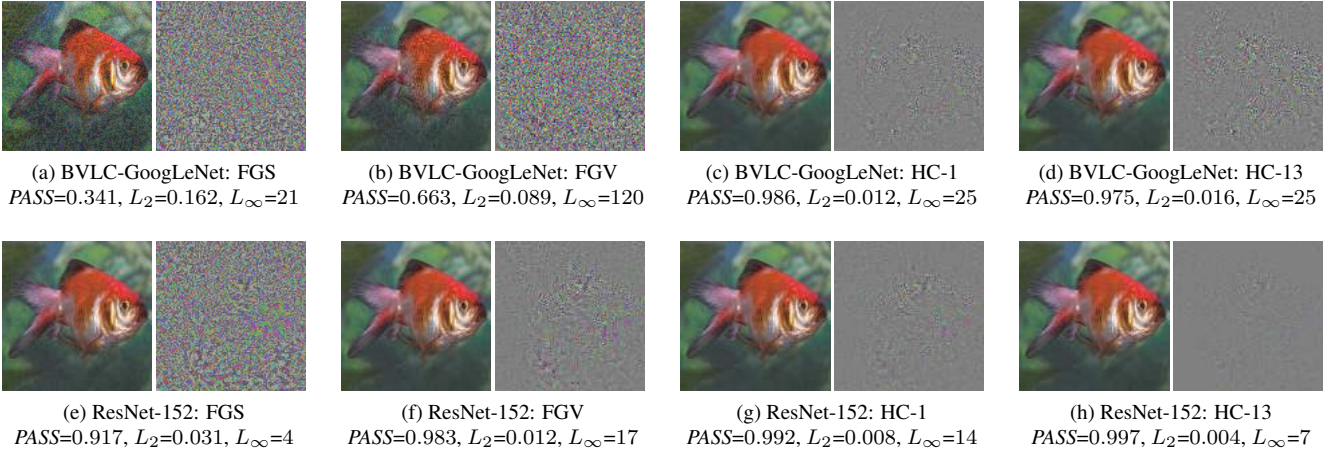 (a) BVLC-GoogLeNet: FGS
PASS=0.341, L₂=0.162, L∞=21
(b) BVLC-GoogLeNet: FGV
PASS=0.663, L₂=0.089, L∞=120
(c) BVLC-GoogLeNet: HC-1
PASS=0.986, L₂=0.012, L∞=25
(d) BVLC-GoogLeNet: HC-13
PASS=0.975, L₂=0.016, L∞=25
(e) ResNet-152: FGS
PASS=0.917, L₂=0.031, L∞=4
(f) ResNet-152: FGV
PASS=0.983, L₂=0.012, L∞=17
(g) ResNet-152: HC-1
PASS=0.992, L₂=0.008, L∞=14
(h) ResNet-152: HC-13
PASS=0.997, L₂=0.004, L∞=7